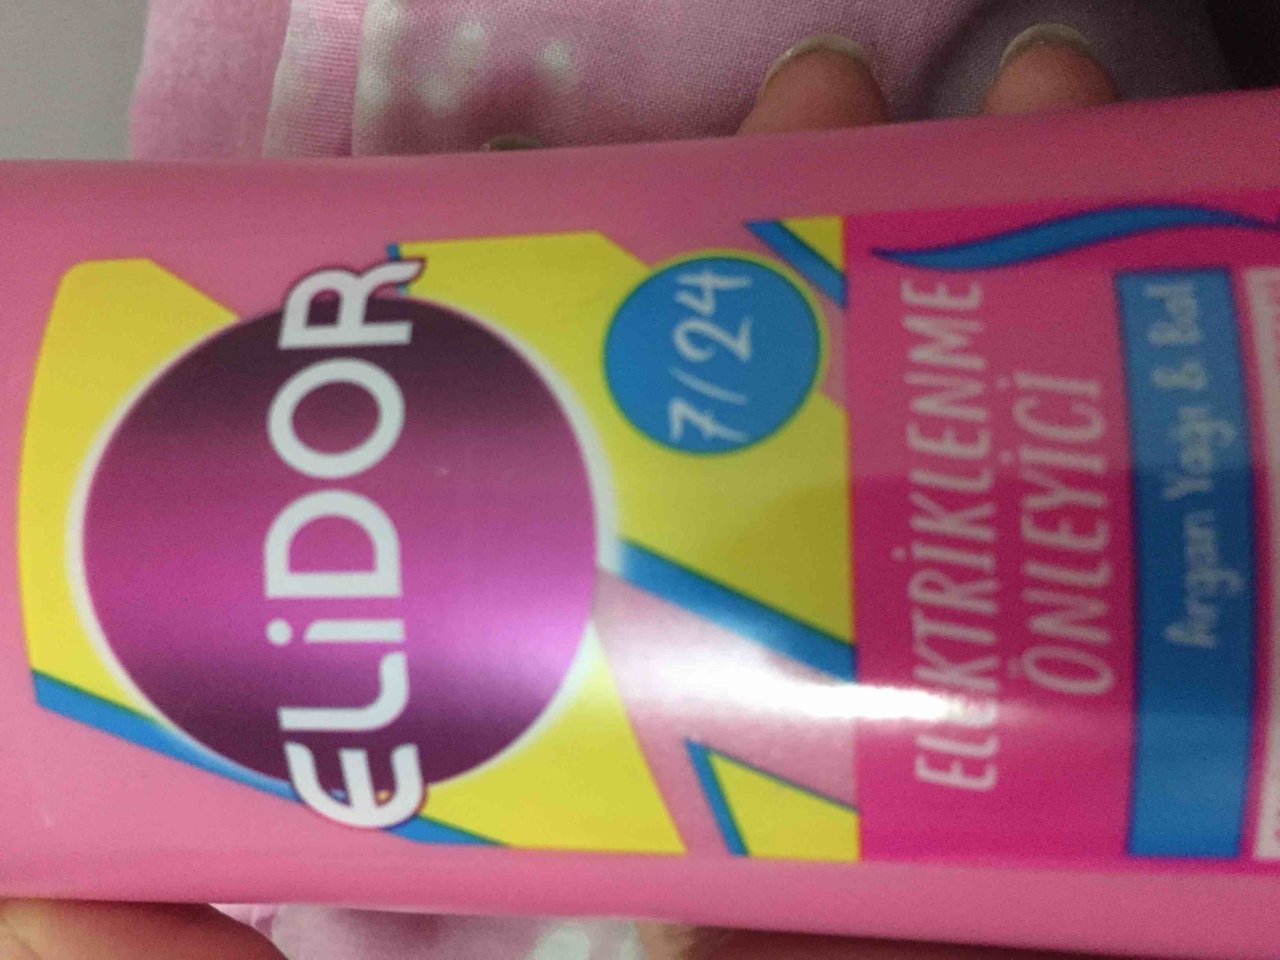 ELiDOR
7/24
ELEKTRİKLENME
ÖNLEYİCİ
Argan Yağı & Bal